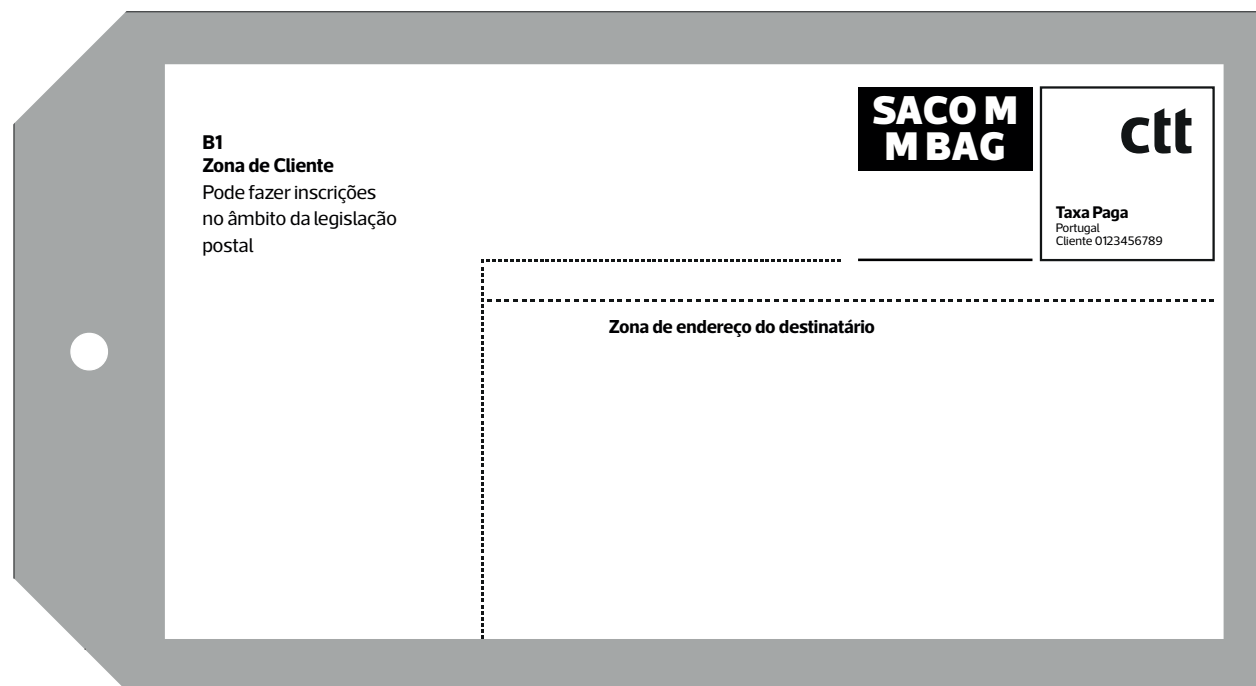 B1
Zona de Cliente
Pode fazer inscrições
no âmbito da legislação
postal
SACO M
M BAG
ctt
Taxa Paga
Portugal
Cliente 0123456789
Zona de endereço do destinatário